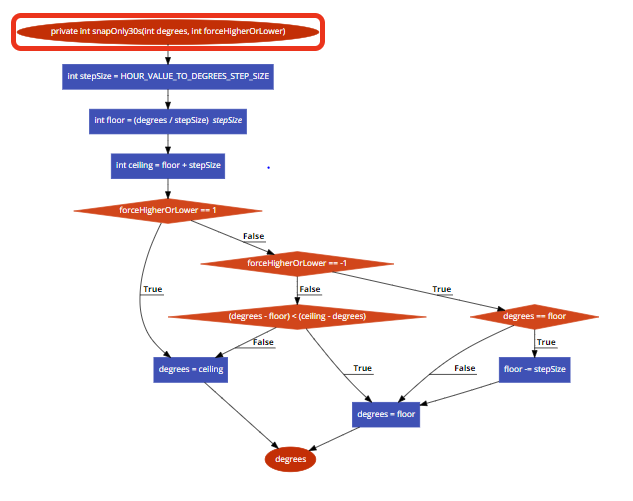 private int snapOnly30s(int degrees, int forceHigherOrLower)
int stepSize = HOUR_VALUE_TO_DEGREES_STEP_SIZE
int floor = (degrees / stepSize) stepSize
int ceiling = floor + stepSize
forceHigherOrLower == 1
False
forceHigherOrLower == -1
True
False
True
(degrees - floor) < (ceiling - degrees)
degrees == floor
False
True
True
False
degrees = ceiling
floor -= stepSize
degrees = floor
degrees